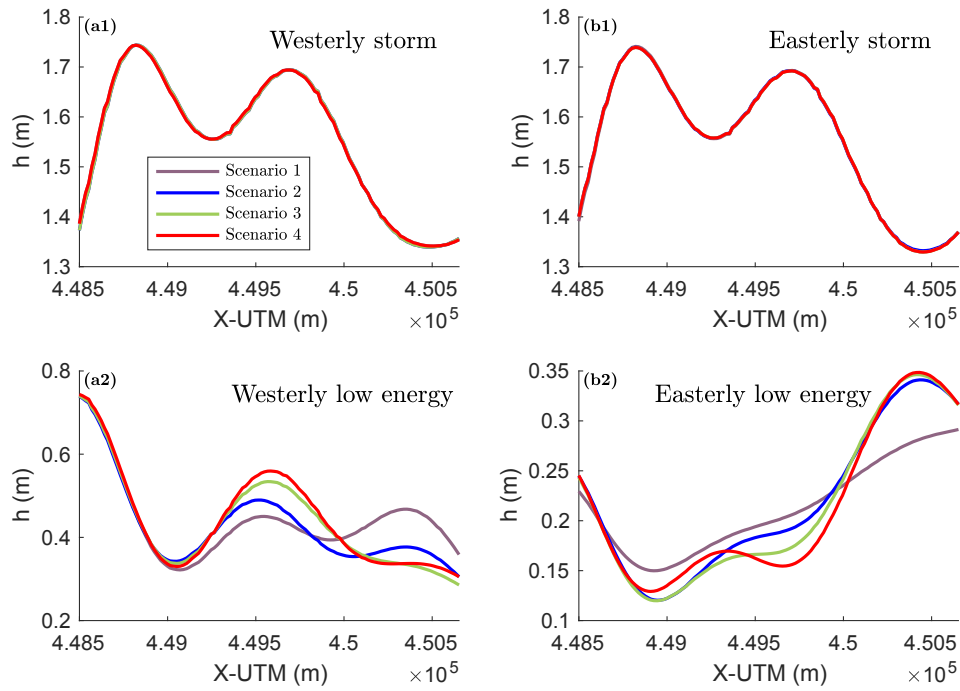 (a1)
Westerly storm
1.8
1.7
1.6
1.5
1.4
1.3
h (m)
Scenario 1
Scenario 2
Scenario 3
Scenario 4
4.485 4.49 4.495 4.5 4.505
X-UTM (m)
×10^5
(b1)
Easterly storm
1.8
1.7
1.6
1.5
1.4
1.3
h (m)
4.485 4.49 4.495 4.5 4.505
X-UTM (m)
×10^5
(a2)
Westerly low energy
0.8
0.6
0.4
0.2
h (m)
4.485 4.49 4.495 4.5 4.505
X-UTM (m)
×10^5
(b2)
Easterly low energy
0.35
0.3
0.25
0.2
0.15
0.1
h (m)
4.485 4.49 4.495 4.5 4.505
X-UTM (m)
×10^5